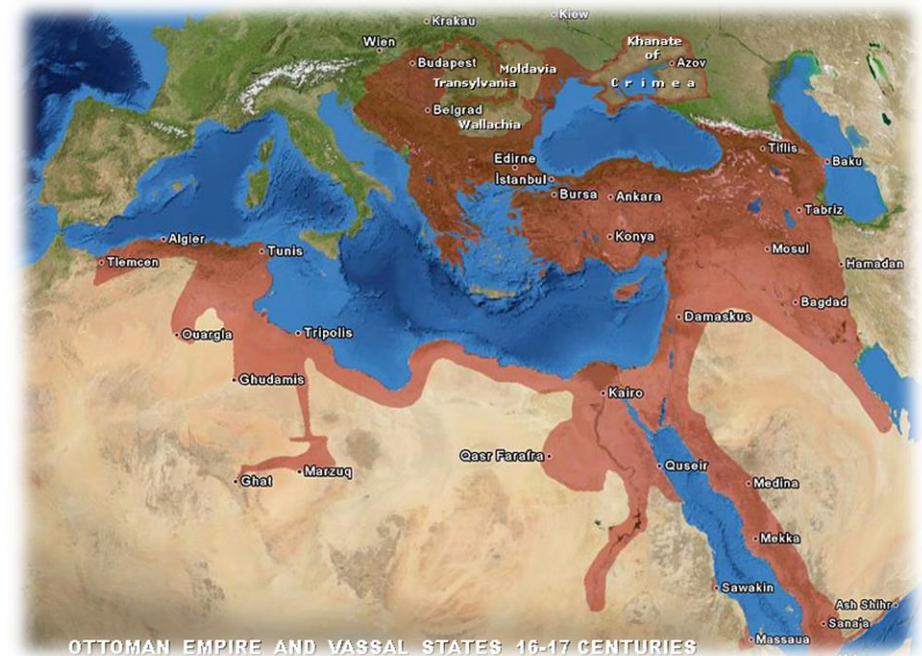 Kiew
Krakau
Wien
Khanate
of
Crimea
Azov
Budapest
Moldavia
Transylvania
Belgrad
Wallachia
Tiflis
Baku
Edirne
İstanbul
Bursa
Ankara
Tabriz
Konya
Mosul
Hamadan
Algier
Tunis
Tlemcen
Bagdad
Damaskus
Ouargla
Tripolis
Ghudamis
Kairo
Qasr Farafra
Quseir
Marzuq
Ghat
Medina
Mekka
Sawakin
Ash Shihr
Sana'a
Massaua
OTTOMAN EMPIRE AND VASSAL STATES 16-17 CENTURIES